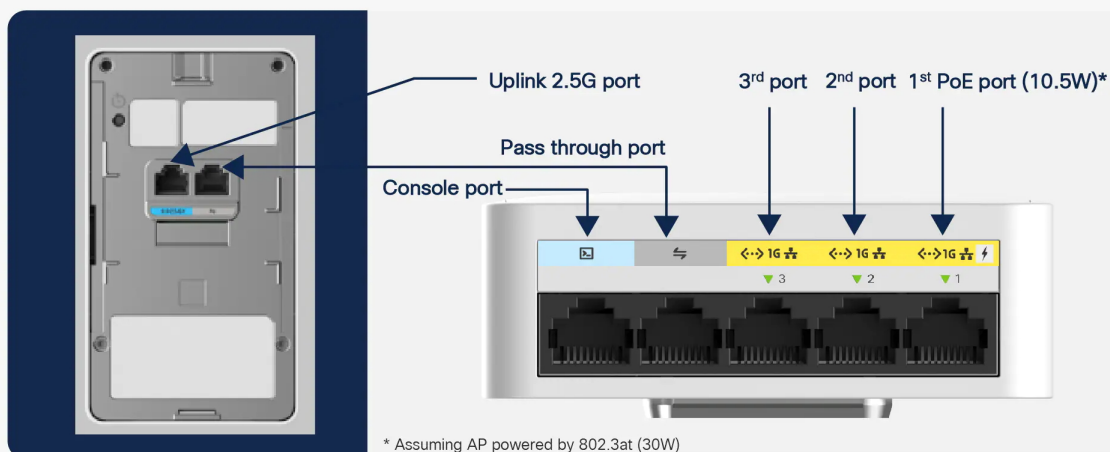 Uplink 2.5G port
3rd port 2nd port 1st PoE port (10.5W)*
Pass through port
Console port
1G 1G 1G
3 2 1
* Assuming AP powered by 802.3at (30W)